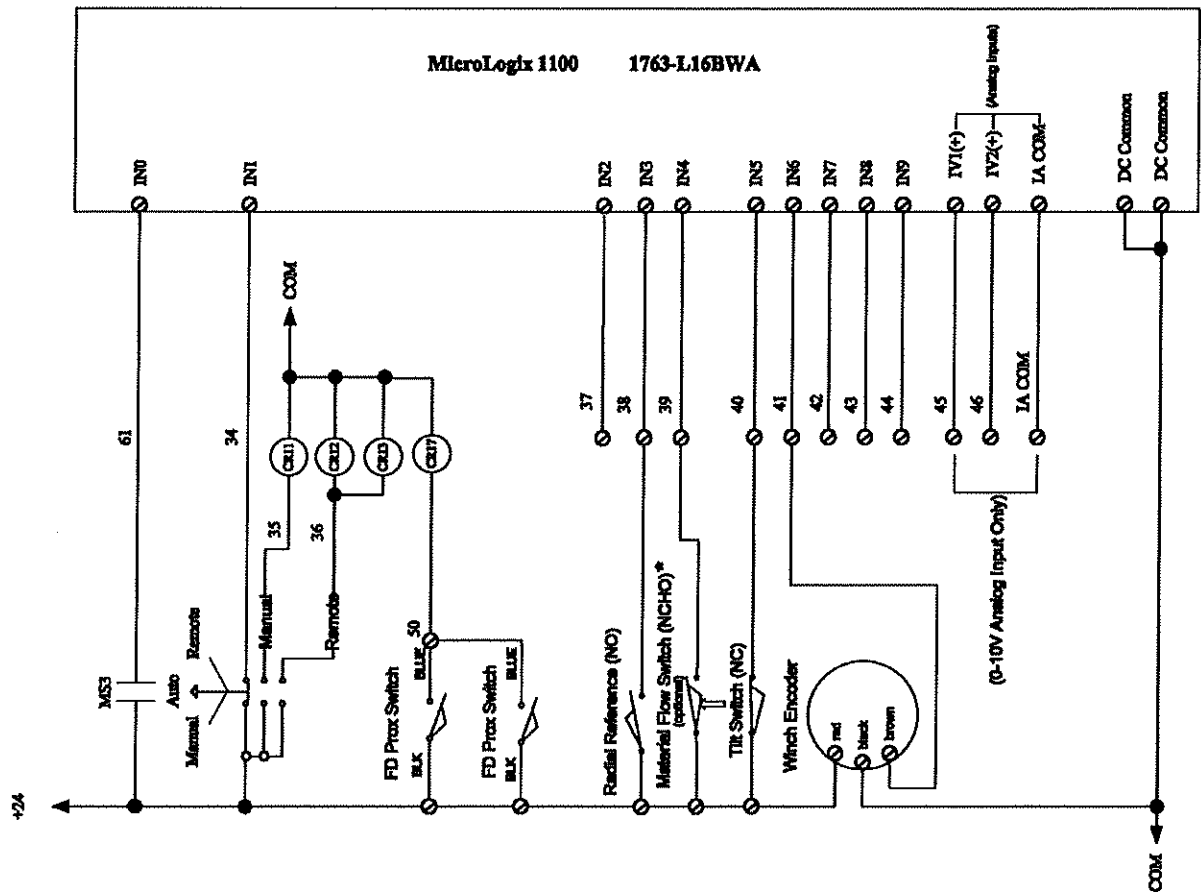 MicroLogix 1100 1763-L16BWA
(Analog Inputs)
IN0
IN1
IN2
IN3
IN4
IN5
IN6
IN7
IN8
IN9
IV1(+)
IV2(+)
IA COM
DC Common
DC Common
COM
61
34
37
38
39
40
41
42
43
44
45
46
IA COM
CR11
CR12
CR13
CR17
35
36
Manual
Remote
50
MS3
Manual
Auto
Remote
BLUE
BLUE
FD Prox Switch
BLK
FD Prox Switch
BLK
Radial Reference (NO)
Material Flow Switch (NCHO)*
(optional)
Tilt Switch (NC)
Winch Encoder
red
black
brown
(0-10V Analog Input Only)
+24
COM